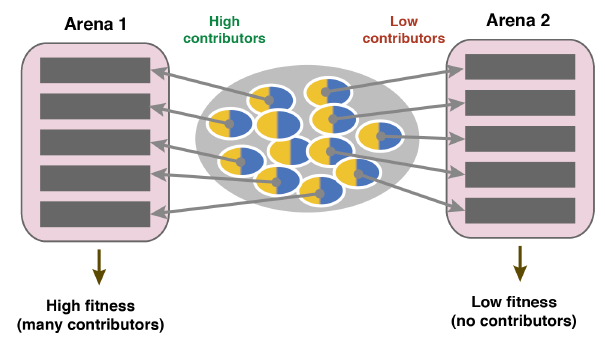 Arena 1
High
contributors
Low
contributors
Arena 2
High fitness
(many contributors)
Low fitness
(no contributors)